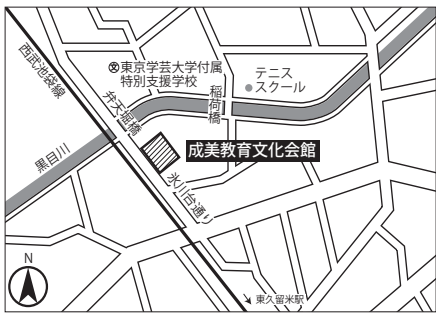 西武池袋線
文東京学芸大学付属
特別支援学校
弁天堀橋
稲荷橋
テニス
スクール
黒目川
成美教育文化会館
氷川台通り
N
東久留米駅